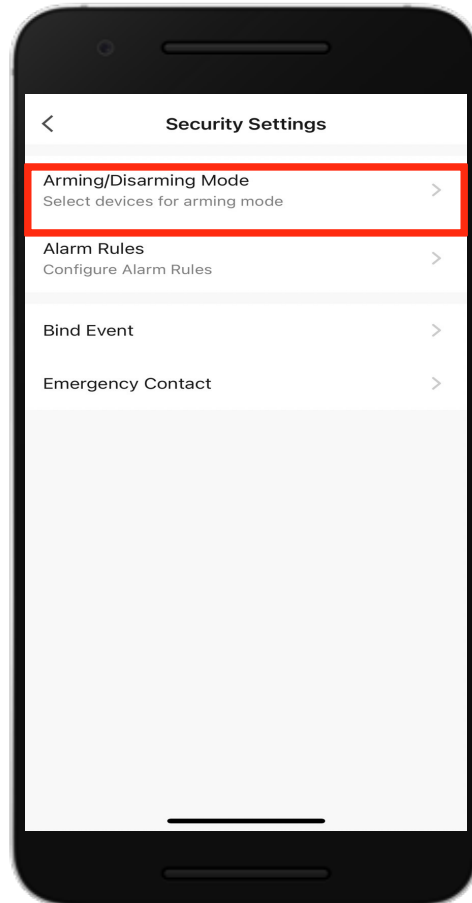 Security Settings
Arming/Disarming Mode
Select devices for arming mode
Alarm Rules
Configure Alarm Rules
Bind Event
Emergency Contact